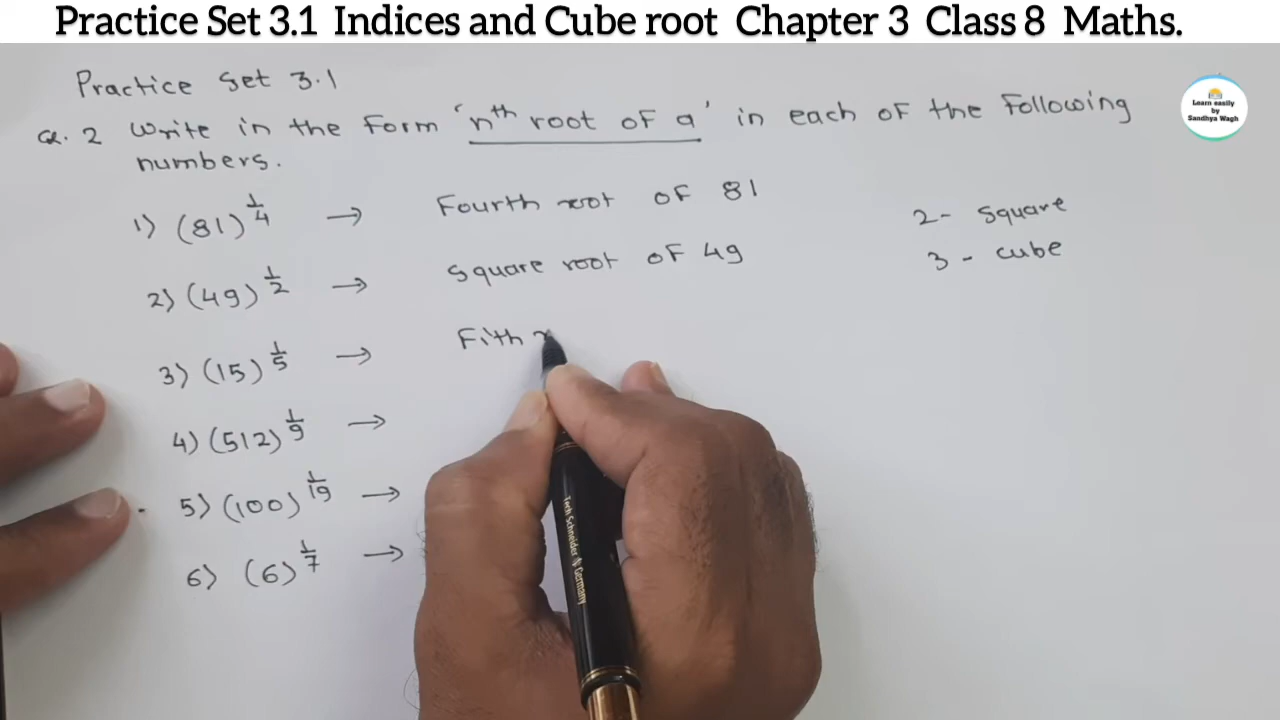 Practice Set 3.1 Indices and Cube root Chapter 3 Class 8 Maths.
Practice set 3.1
Q. 2 Write in the form 'nth root of a' in each of the following
numbers.
Learn easily
by
Sandhya Wagh
1) (81)^1/4 → Fourth root of 81
2 - square
3 - cube
2) (49)^1/2 → square root of 49
3) (15)^1/5 → Fith r
4) (512)^1/9 →
5) (100)^1/19 →
6) (6)^1/7 →
Tech Schneider Germany